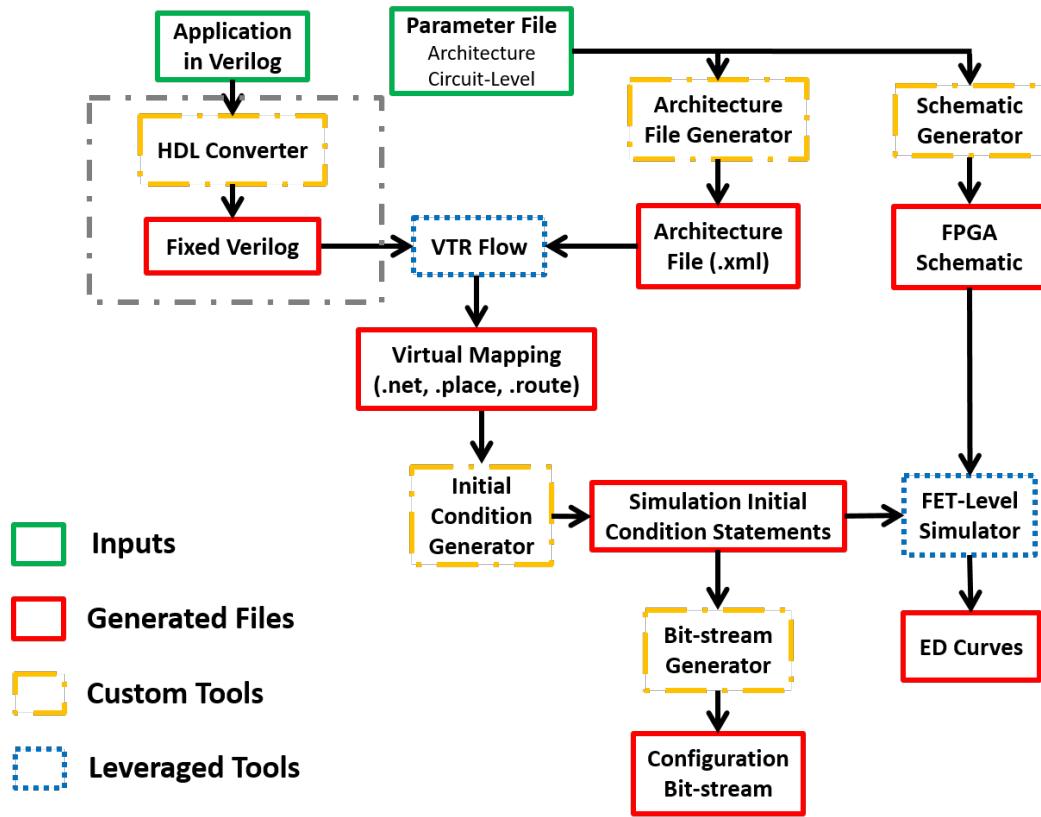 Application
in Verilog
Parameter File
Architecture
Circuit-Level
HDL Converter
Architecture
File Generator
Schematic
Generator
Fixed Verilog
VTR Flow
Architecture
File (.xml)
FPGA
Schematic
Virtual Mapping
(.net, .place, .route)
Initial
Condition
Generator
Simulation Initial
Condition Statements
FET-Level
Simulator
Bit-stream
Generator
ED Curves
Configuration
Bit-stream
Inputs
Generated Files
Custom Tools
Leveraged Tools